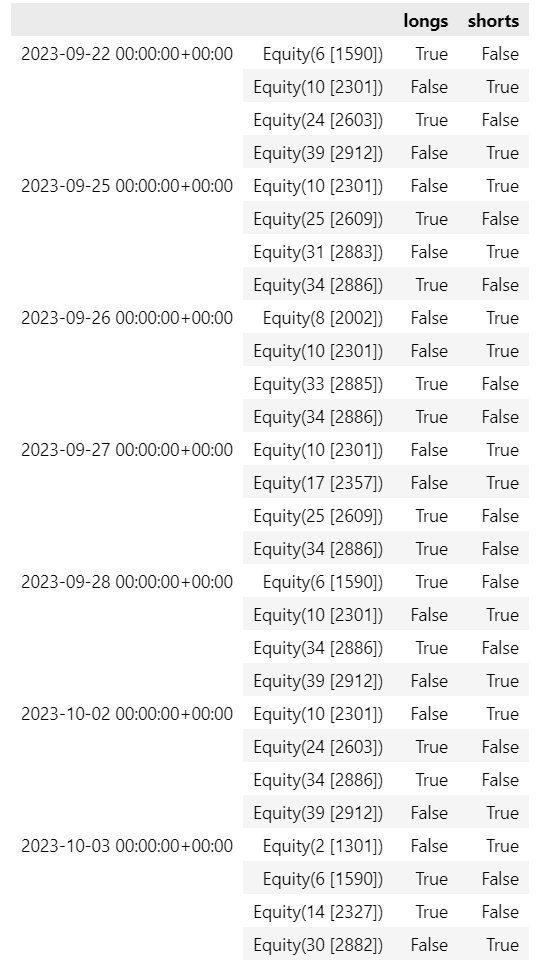 longs shorts
2023-09-22 00:00:00+00:00 Equity(6 [1590]) True False
Equity(10 [2301]) False True
Equity(24 [2603]) True False
Equity(39 [2912]) False True
2023-09-25 00:00:00+00:00 Equity(10 [2301]) False True
Equity(25 [2609]) True False
Equity(31 [2883]) False True
Equity(34 [2886]) True False
2023-09-26 00:00:00+00:00 Equity(8 [2002]) False True
Equity(10 [2301]) False True
Equity(33 [2885]) True False
Equity(34 [2886]) True False
2023-09-27 00:00:00+00:00 Equity(10 [2301]) False True
Equity(17 [2357]) False True
Equity(25 [2609]) True False
Equity(34 [2886]) True False
2023-09-28 00:00:00+00:00 Equity(6 [1590]) True False
Equity(10 [2301]) False True
Equity(34 [2886]) True False
Equity(39 [2912]) False True
2023-10-02 00:00:00+00:00 Equity(10 [2301]) False True
Equity(24 [2603]) True False
Equity(34 [2886]) True False
Equity(39 [2912]) False True
2023-10-03 00:00:00+00:00 Equity(2 [1301]) False True
Equity(6 [1590]) True False
Equity(14 [2327]) True False
Equity(30 [2882]) False True